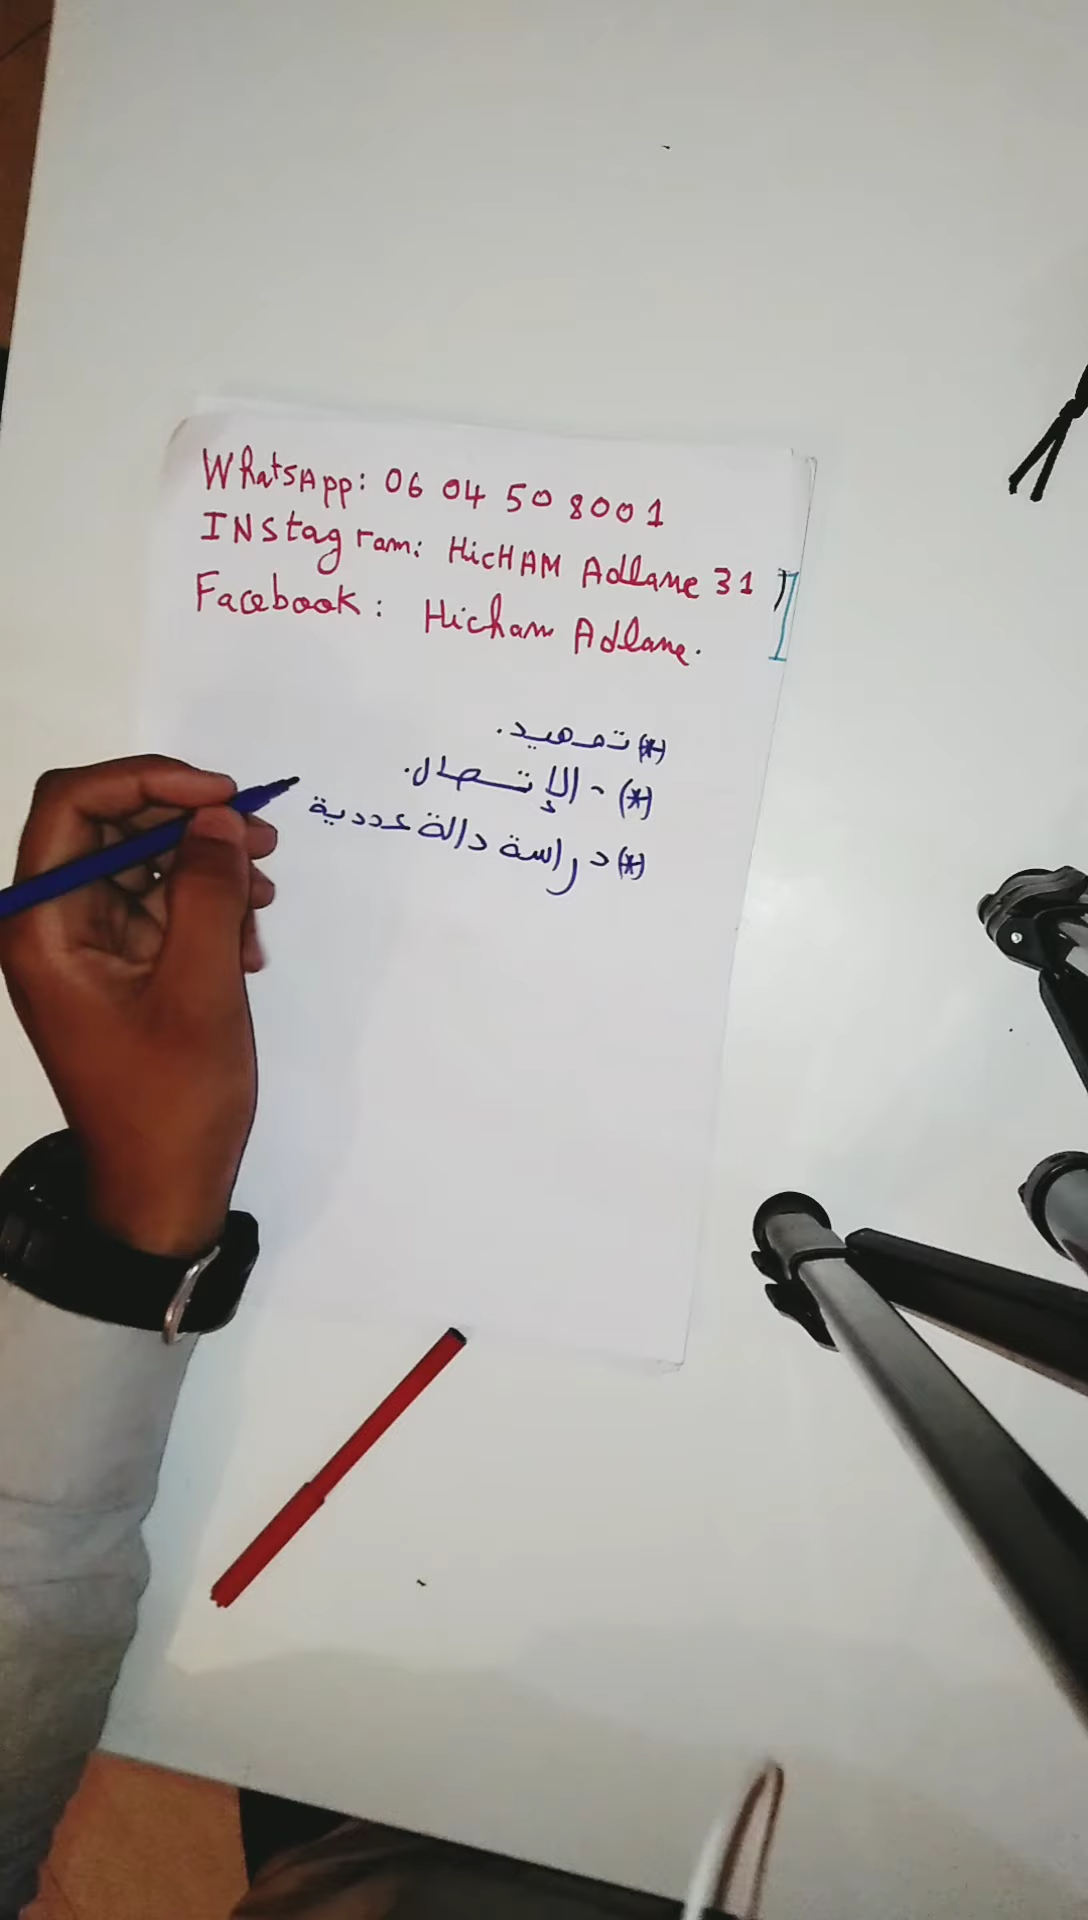 WhatsApp: 06 04 50 8001
INstagram: HicHAM Adlane 31
Facebook: Hicham Adlane.
(*) تمهيد.
(*) - الإتصال.
(*) دراسة دالة عددية